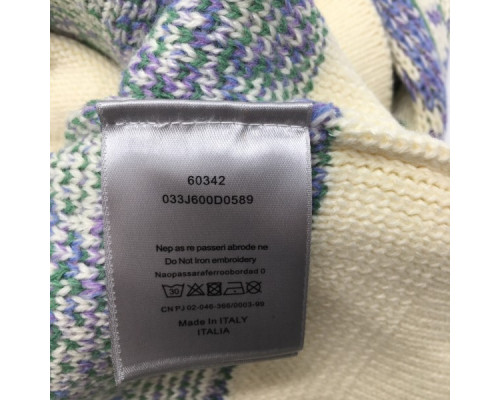 60342
033J600D0589
Nep as re passeri abrode ne
Do Not Iron embroidery
Naopassaraferroobordad 0
30
CN PJ 02-046-366/0003-99
Made In ITALY
ITALIA